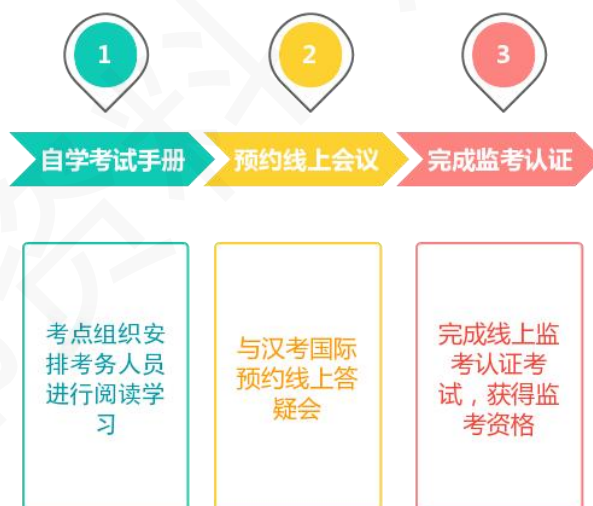 1
2
3
自学考试手册
预约线上会议
完成监考认证
考点组织安
排考务人员
进行阅读学
习
与汉考国际
预约线上答
疑会
完成线上监
考认证考
试，获得监
考资格